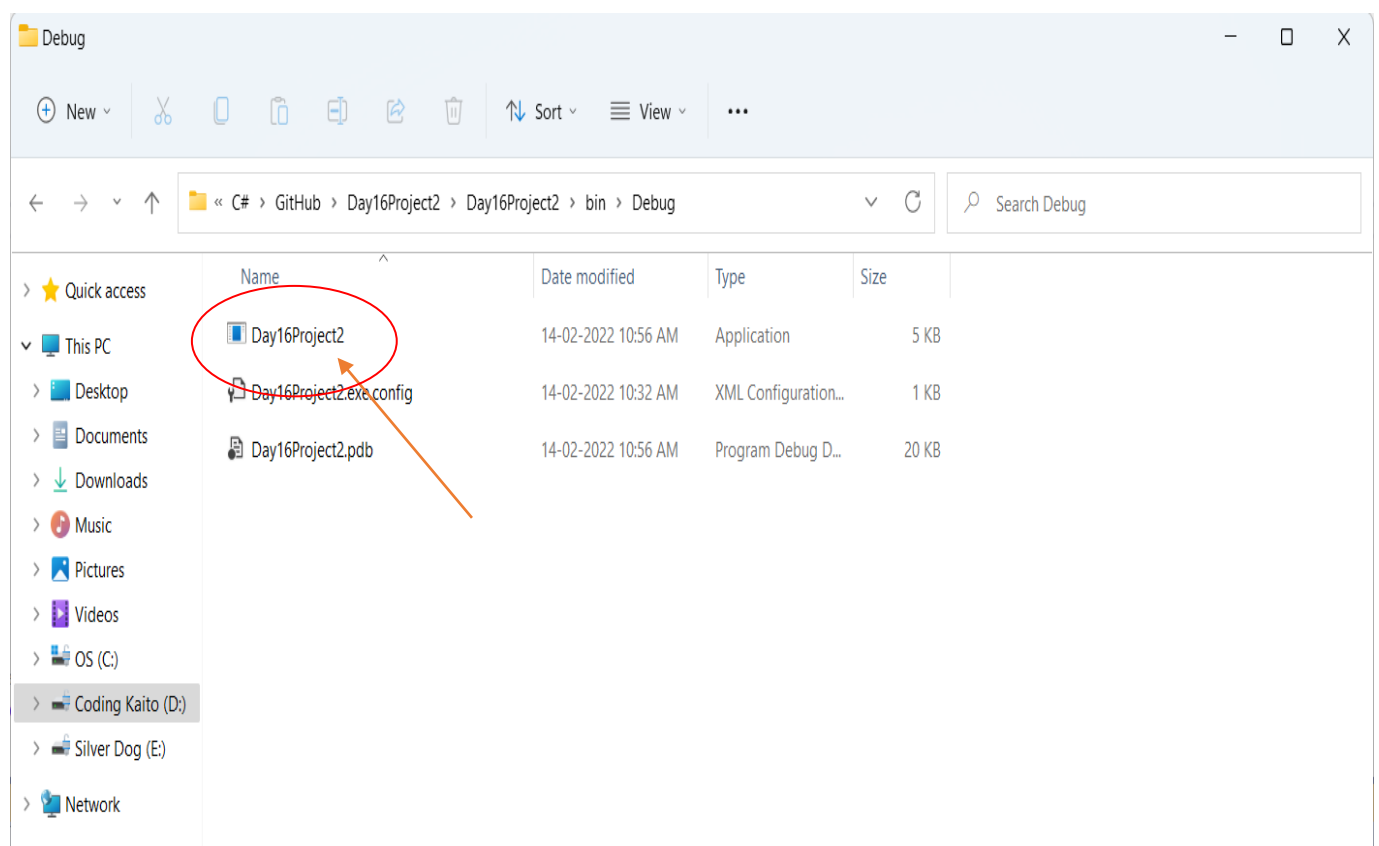 Debug
New Sort View •••
« C# > GitHub > Day16Project2 > Day16Project2 > bin > Debug
Search Debug
Name Date modified Type Size
Day16Project2 14-02-2022 10:56 AM Application 5 KB
Day16Project2.exe.config 14-02-2022 10:32 AM XML Configuration... 1 KB
Day16Project2.pdb 14-02-2022 10:56 AM Program Debug D... 20 KB
Quick access
This PC
Desktop
Documents
Downloads
Music
Pictures
Videos
OS (C:)
Coding Kaito (D:)
Silver Dog (E:)
Network